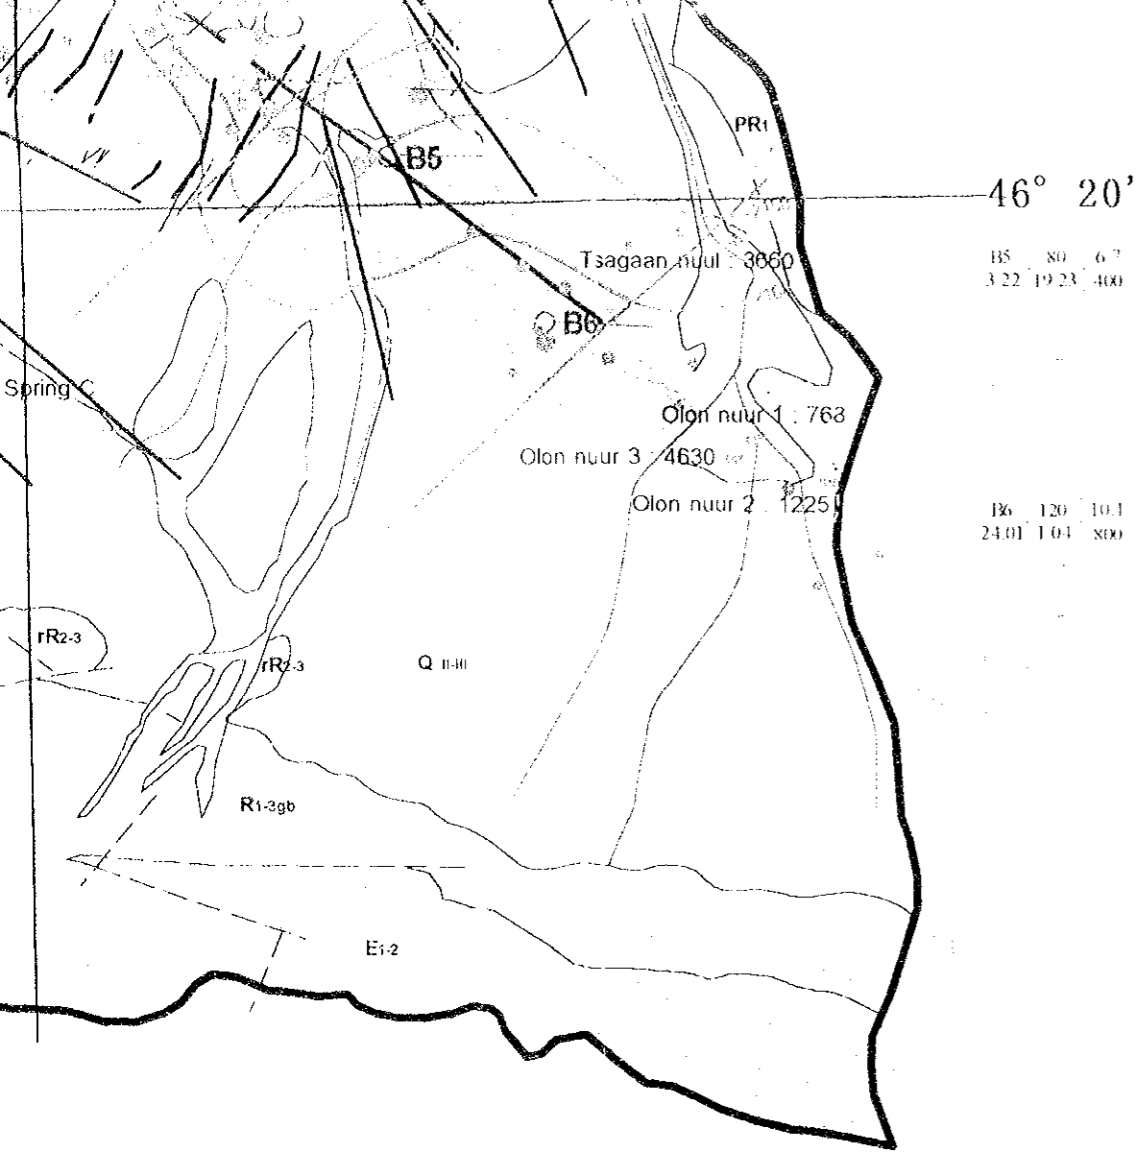 PR1
B5
46° 20'
Tsagaan nuul : 3660
B5 80 6.7
3.22 19.23 400
B6
Spring C
Olon nuur 1 : 768
Olon nuur 3 : 4630
Olon nuur 2 : 1225
B6 120 10.1
24.01 1.04 800
rR2-3
rR2-3
Q II-III
R1-3gb
E1-2